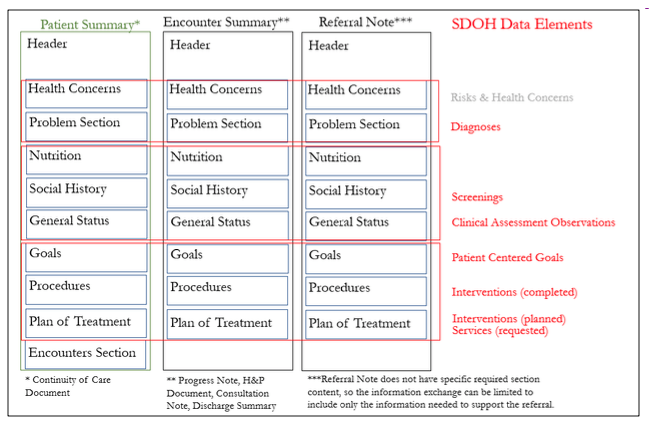 Patient Summary*
Encounter Summary**
Referral Note***
SDOH Data Elements
Header
Header
Header
Health Concerns
Health Concerns
Health Concerns
Risks & Health Concerns
Problem Section
Problem Section
Problem Section
Diagnoses
Nutrition
Nutrition
Nutrition
Social History
Social History
Social History
Screenings
General Status
General Status
General Status
Clinical Assessment Observations
Goals
Goals
Goals
Patient Centered Goals
Procedures
Procedures
Procedures
Interventions (completed)
Plan of Treatment
Plan of Treatment
Plan of Treatment
Interventions (planned)
Services (requested)
Encounters Section
* Continuity of Care
Document
** Progress Note, H&P
Document, Consultation
Note, Discharge Summary
***Referral Note does not have specific required section
content, so the information exchange can be limited to
include only the information needed to support the referral.